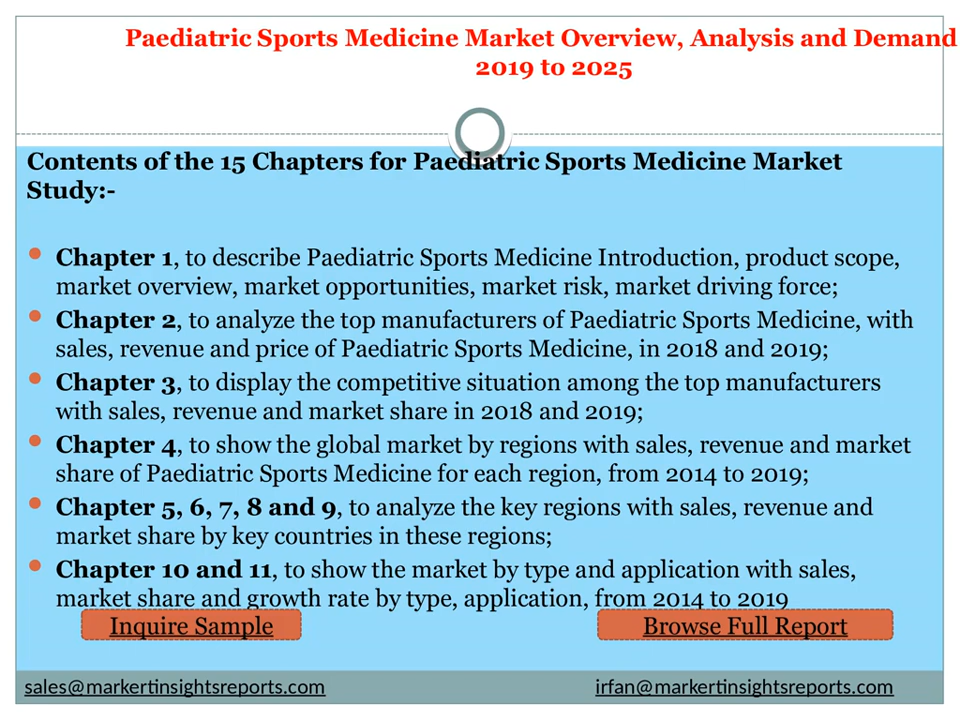 Paediatric Sports Medicine Market Overview, Analysis and Demand
2019 to 2025
Contents of the 15 Chapters for Paediatric Sports Medicine Market
Study:-
Chapter 1, to describe Paediatric Sports Medicine Introduction, product scope,
market overview, market opportunities, market risk, market driving force;
Chapter 2, to analyze the top manufacturers of Paediatric Sports Medicine, with
sales, revenue and price of Paediatric Sports Medicine, in 2018 and 2019;
Chapter 3, to display the competitive situation among the top manufacturers
with sales, revenue and market share in 2018 and 2019;
Chapter 4, to show the global market by regions with sales, revenue and market
share of Paediatric Sports Medicine for each region, from 2014 to 2019;
Chapter 5, 6, 7, 8 and 9, to analyze the key regions with sales, revenue and
market share by key countries in these regions;
Chapter 10 and 11, to show the market by type and application with sales,
market share and growth rate by type, application, from 2014 to 2019
Inquire Sample
Browse Full Report
sales@markertinsightsreports.com
irfan@markertinsightsreports.com